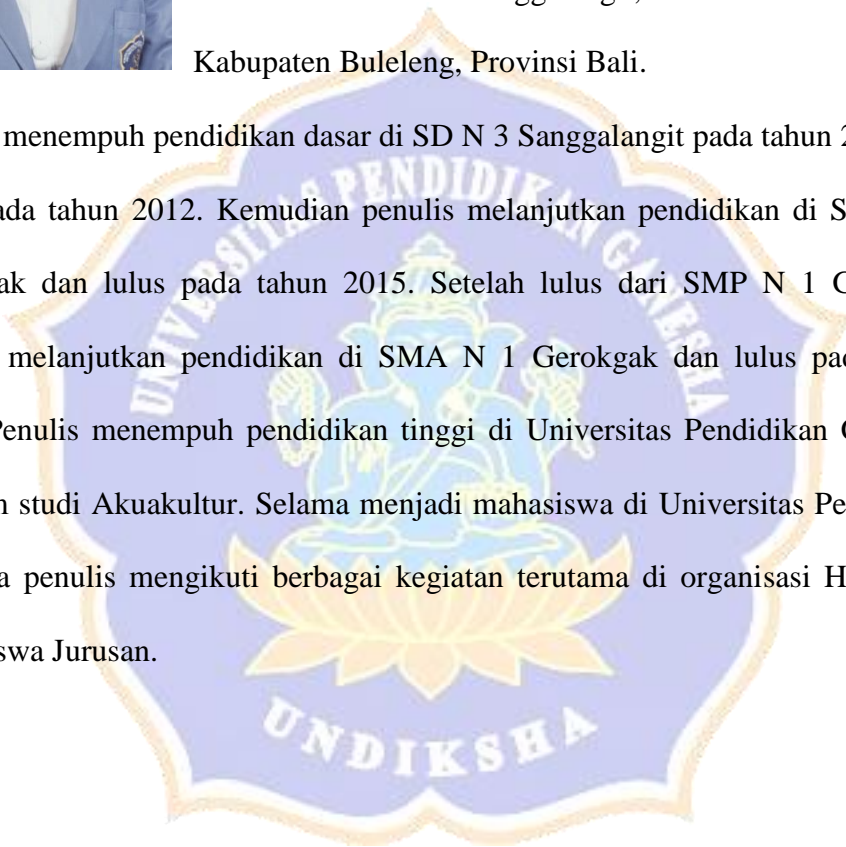 Kabupaten Buleleng, Provinsi Bali.
menempuh pendidikan dasar di SD N 3 Sanggalangit pada tahun 2
ada tahun 2012. Kemudian penulis melanjutkan pendidikan di S
ak dan lulus pada tahun 2015. Setelah lulus dari SMP N 1 G
melanjutkan pendidikan di SMA N 1 Gerokgak dan lulus pad
Penulis menempuh pendidikan tinggi di Universitas Pendidikan G
n studi Akuakultur. Selama menjadi mahasiswa di Universitas Pe
a penulis mengikuti berbagai kegiatan terutama di organisasi H
swa Jurusan.
UNIVERSITAS PENDIDIKAN GANESHA
UNDIKSHA